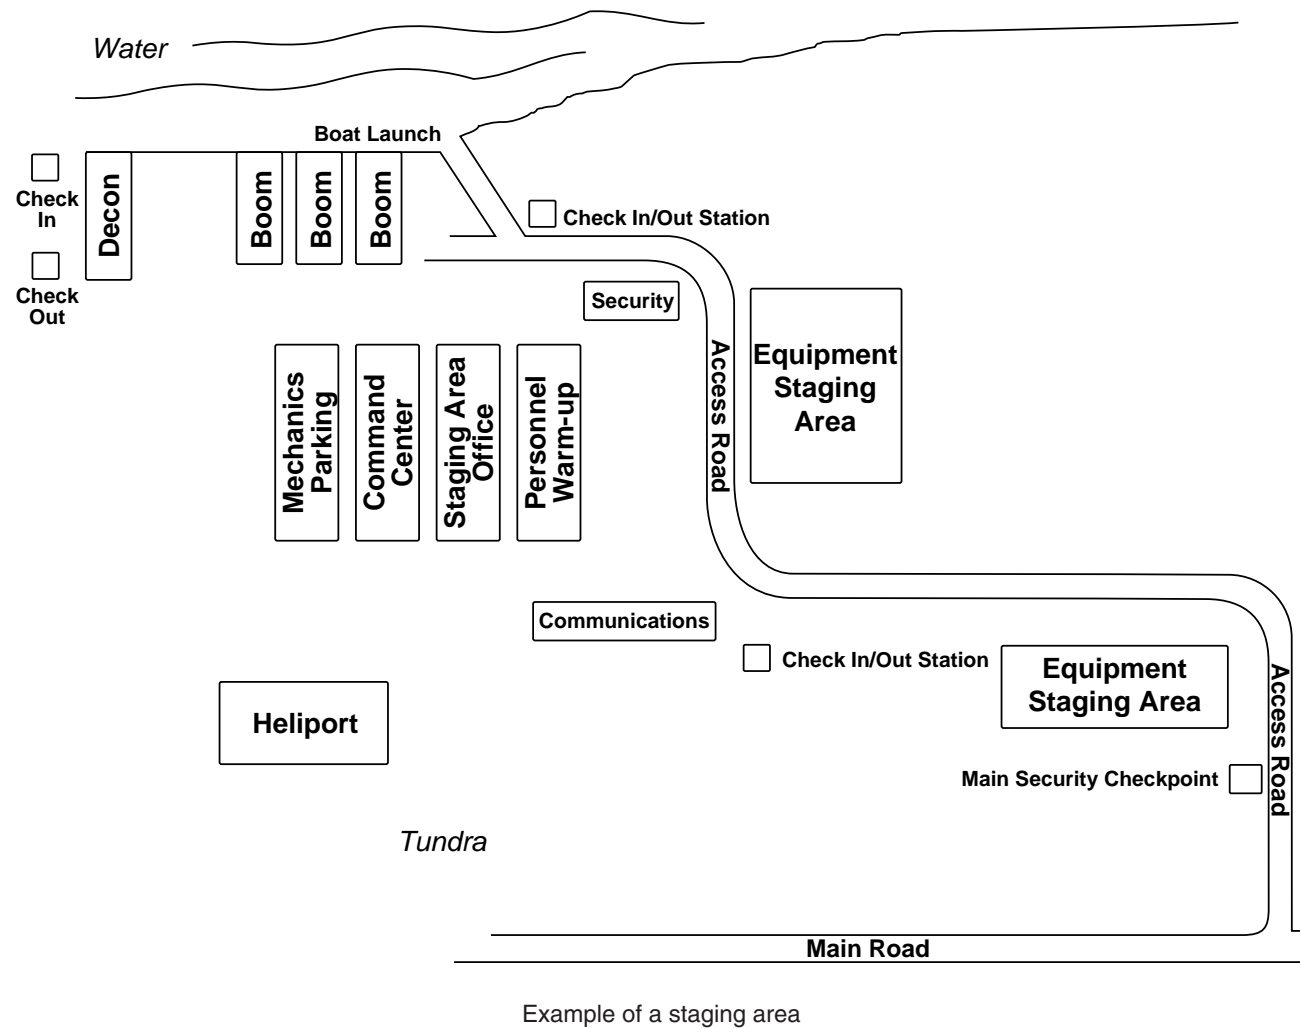 Water
Boat Launch
Check
In
Decon
Boom
Boom
Boom
Check In/Out Station
Check
Out
Security
Mechanics
Parking
Command
Center
Staging Area
Office
Personnel
Warm-up
Access Road
Equipment
Staging
Area
Communications
Check In/Out Station
Equipment
Staging Area
Access Road
Heliport
Main Security Checkpoint
Tundra
Main Road
Example of a staging area